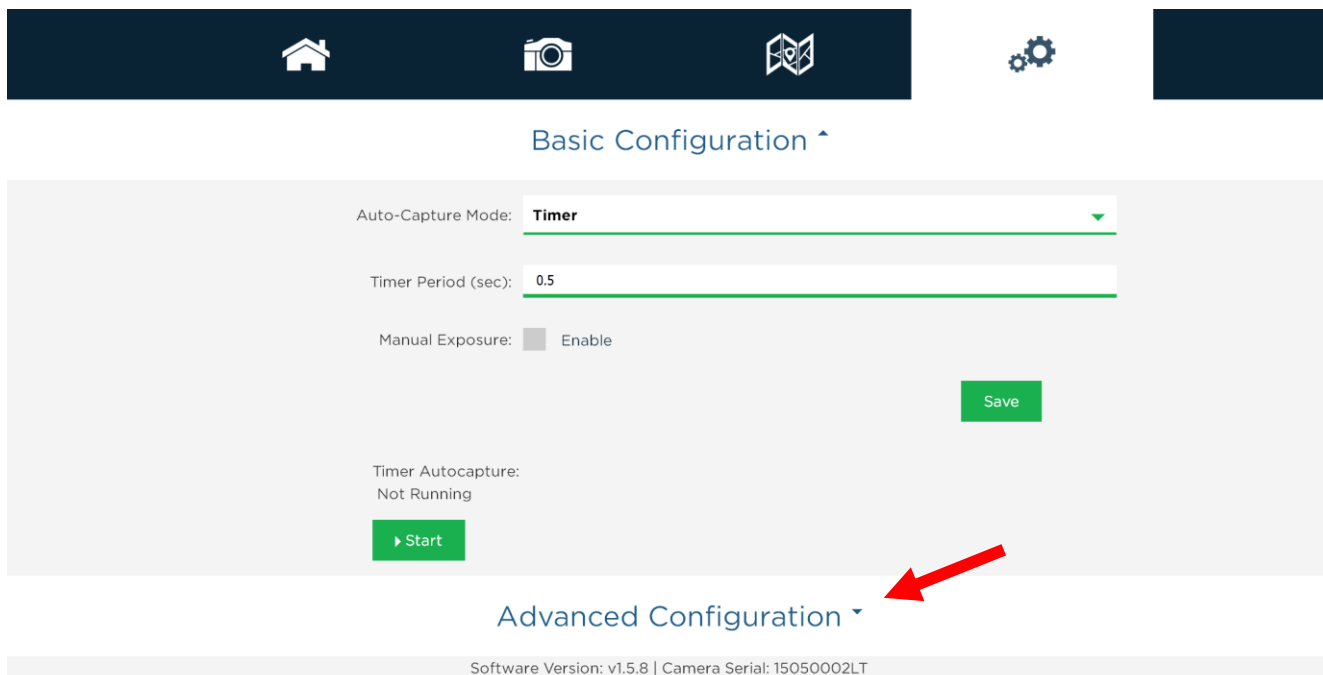 Basic Configuration
Auto-Capture Mode: Timer
Timer Period (sec): 0.5
Manual Exposure: Enable
Save
Timer Autocapture:
Not Running
Start
Advanced Configuration
Software Version: v1.5.8 | Camera Serial: 15050002LT